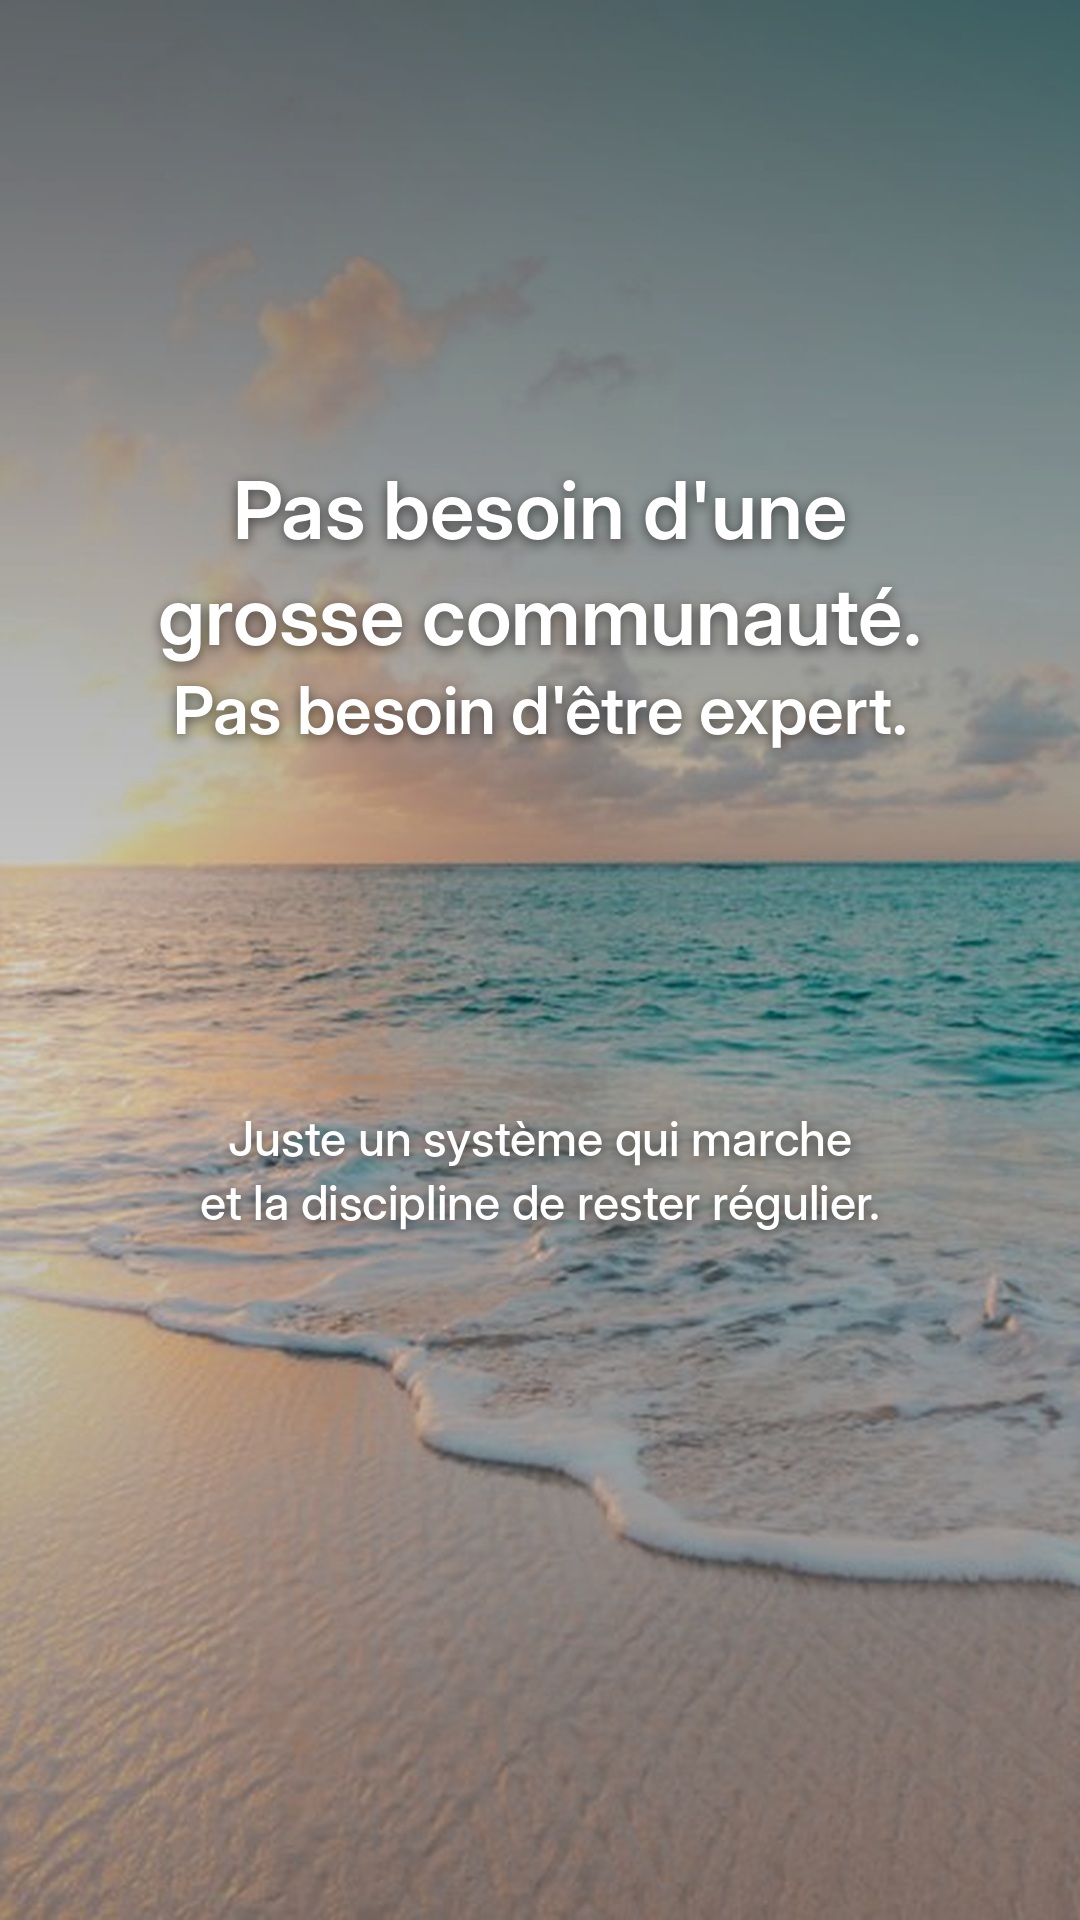 Pas besoin d'une
grosse communauté.
Pas besoin d'être expert.
Juste un système qui marche
et la discipline de rester régulier.